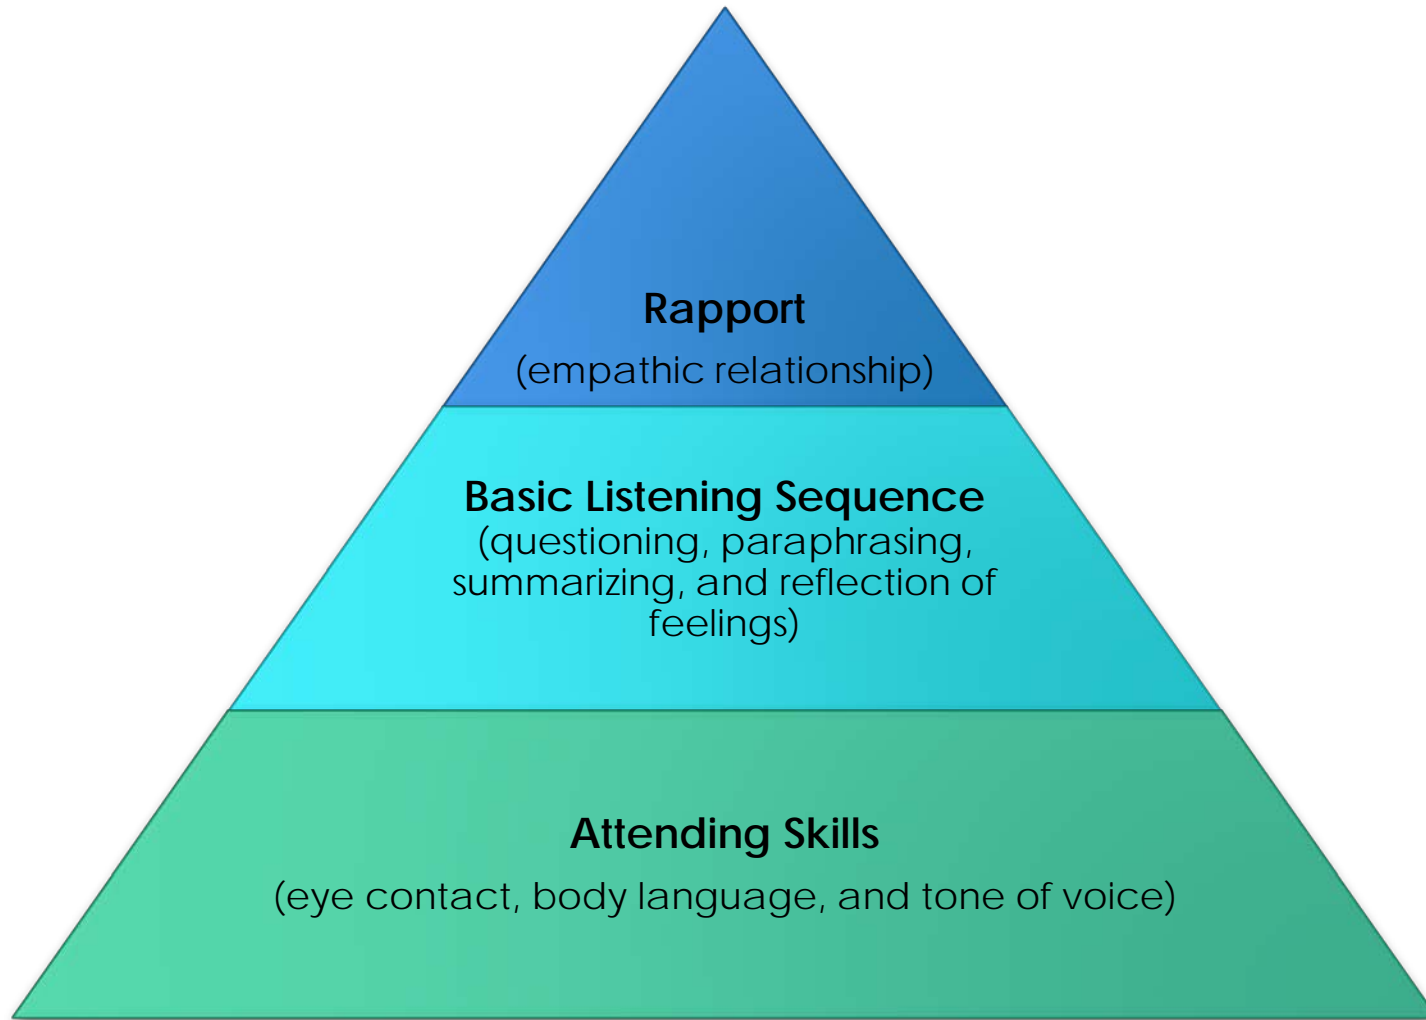 Rapport
(empathic relationship)
Basic Listening Sequence
(questioning, paraphrasing,
summarizing, and reflection of
feelings)
Attending Skills
(eye contact, body language, and tone of voice)